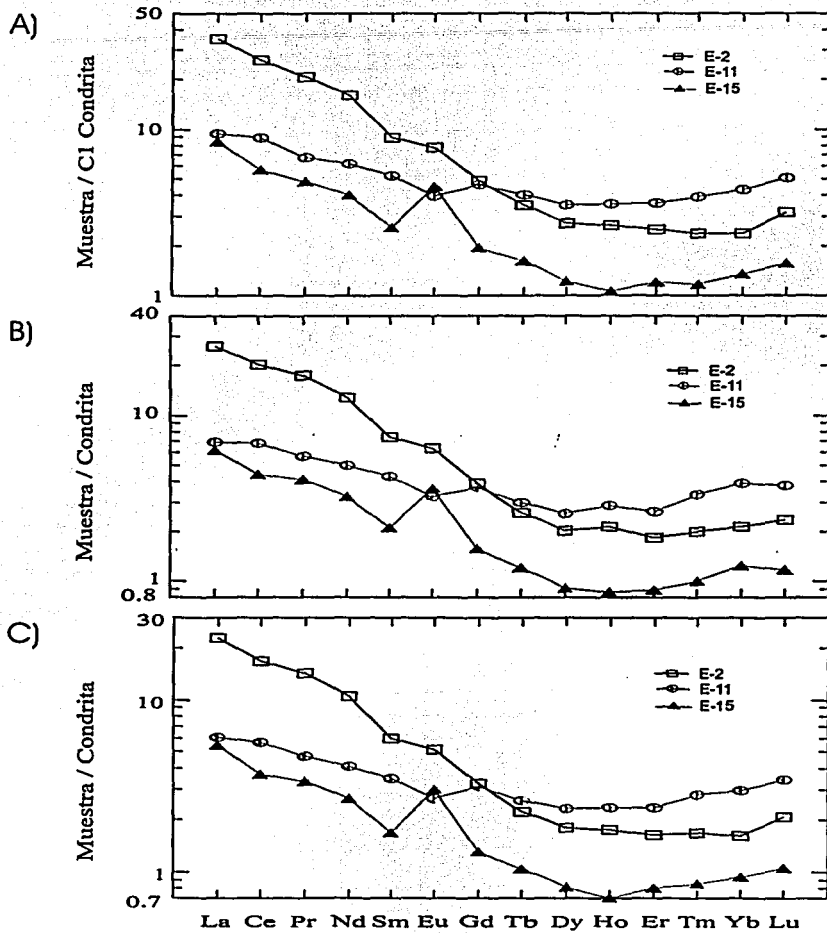 A)
50
10
1
Muestra / C1 Condrita
E-2
E-11
E-15
B)
40
10
1
0.8
Muestra / Condrita
E-2
E-11
E-15
C)
30
10
1
0.7
Muestra / Condrita
E-2
E-11
E-15
La Ce Pr Nd Sm Eu Gd Tb Dy Ho Er Tm Yb Lu